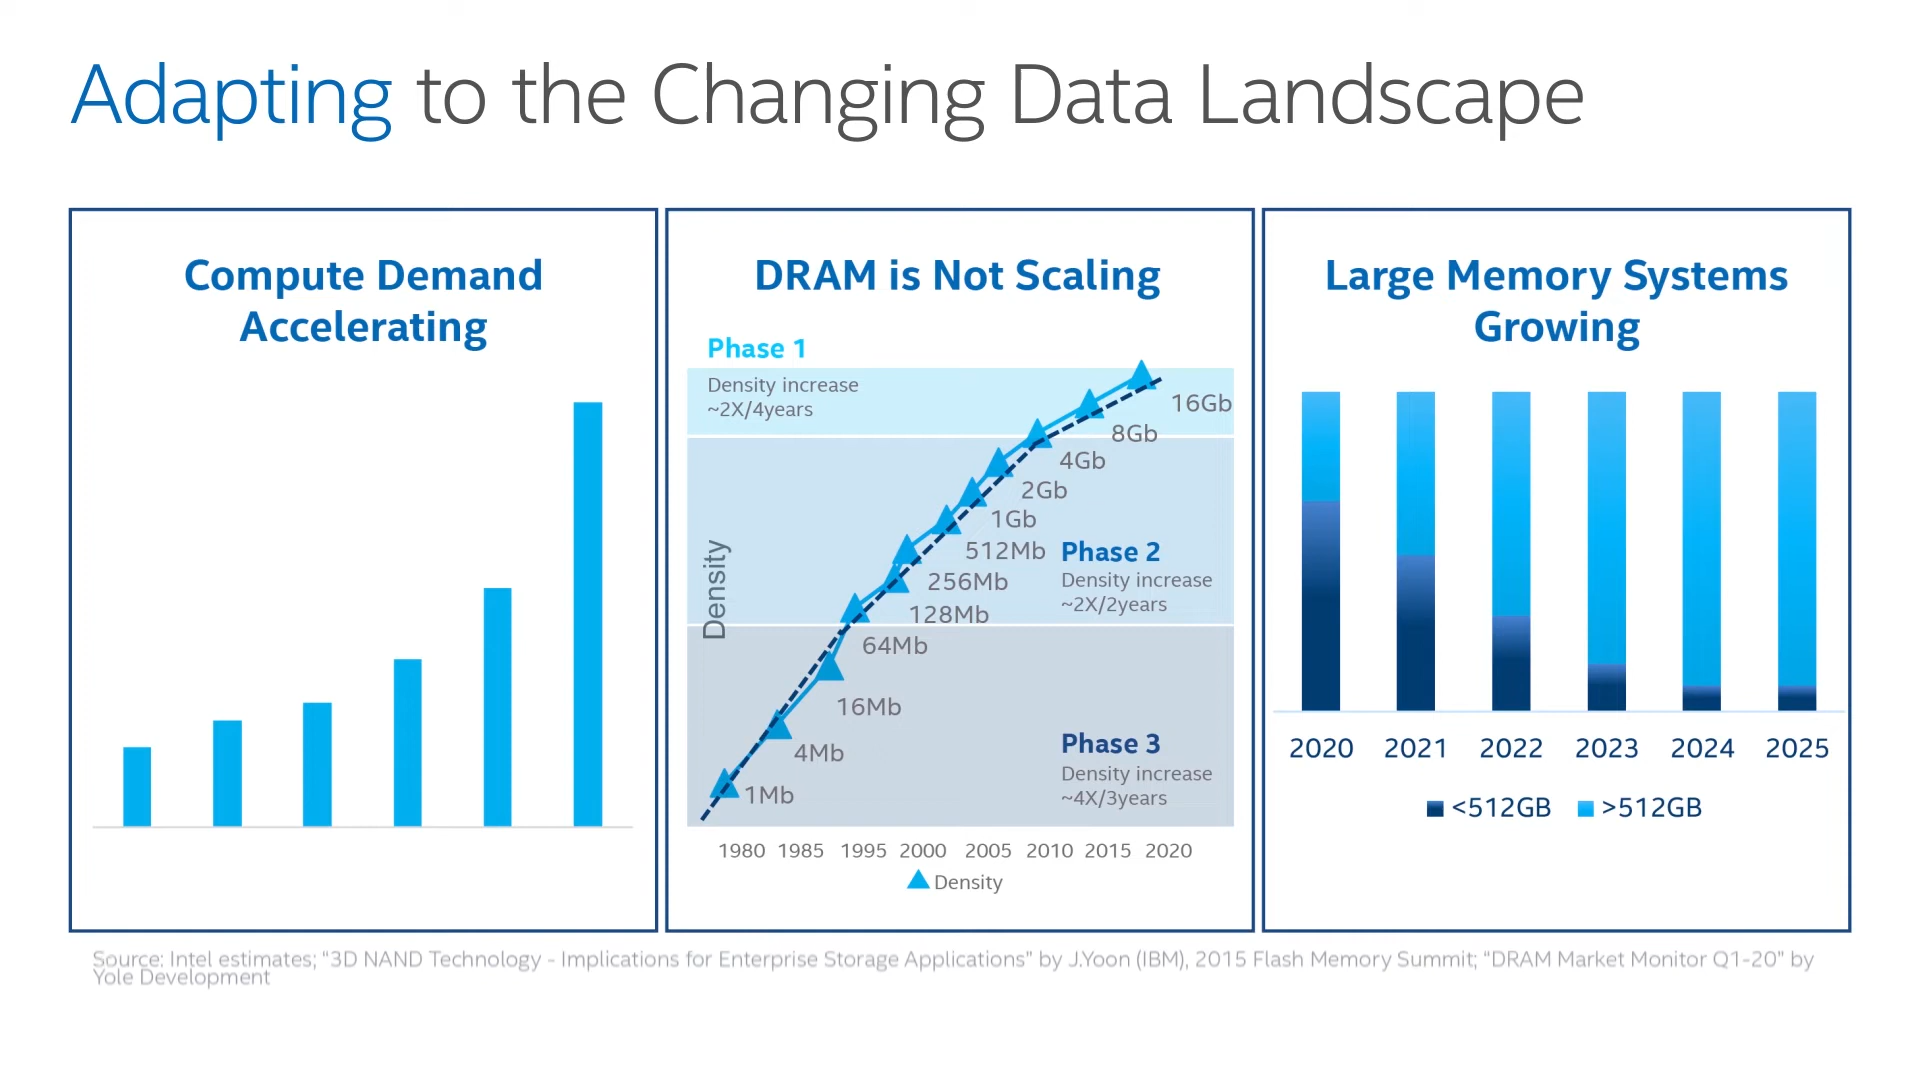 Adapting to the Changing Data Landscape
Compute Demand
Accelerating
DRAM is Not Scaling
Phase 1
Density increase
~2X/4years
16Gb
8Gb
4Gb
2Gb
1Gb
512Mb
256Mb
128Mb
64Mb
16Mb
4Mb
1Mb
Phase 2
Density increase
~2X/2years
Phase 3
Density increase
~4X/3years
Density
1980 1985 1995 2000 2005 2010 2015 2020
Density
Large Memory Systems
Growing
2020 2021 2022 2023 2024 2025
<512GB >512GB
Source: Intel estimates; “3D NAND Technology - Implications for Enterprise Storage Applications” by J.Yoon (IBM), 2015 Flash Memory Summit; “DRAM Market Monitor Q1-20” by
Yole Development